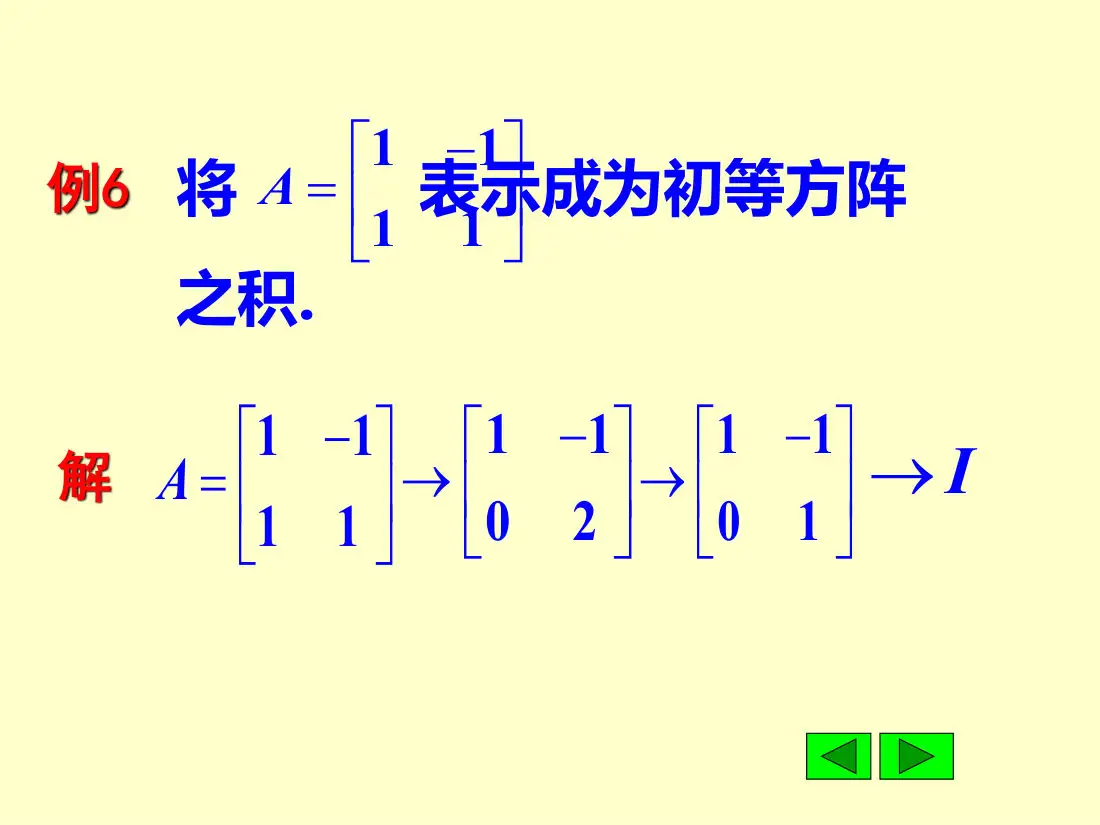 例6 将 A = [1 −1; 1 1] 表示成为初等方阵
之积.
解 A = [1 −1; 1 1] → [1 −1; 0 2] → [1 −1; 0 1] → I